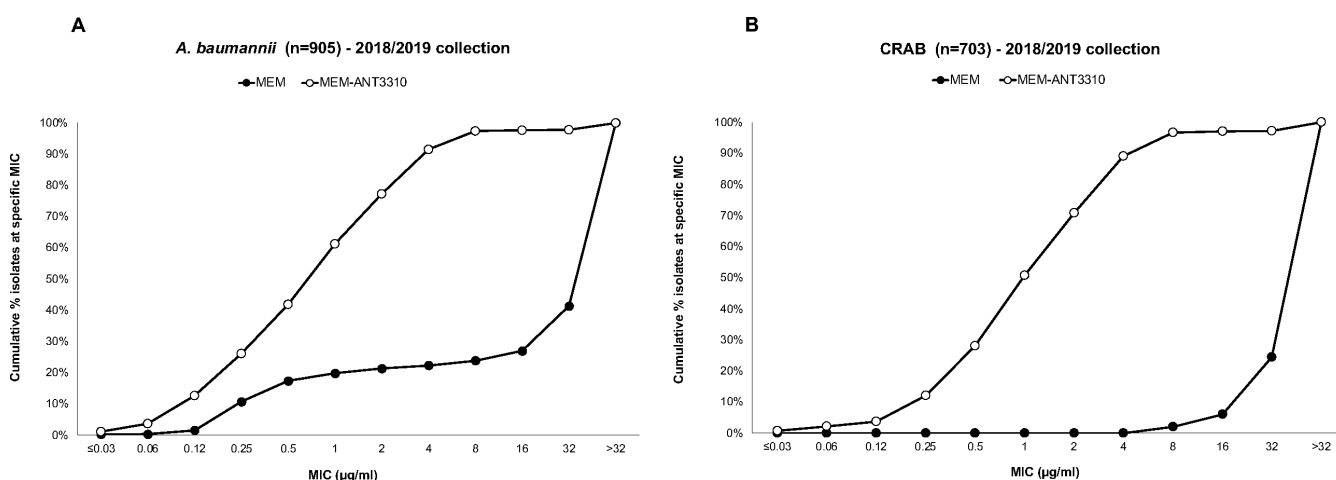 A
A. baumannii (n=905) - 2018/2019 collection
MEM MEM-ANT3310
Cumulative % isolates at specific MIC
100%
90%
80%
70%
60%
50%
40%
30%
20%
10%
0%
≤0.03 0.06 0.12 0.25 0.5 1 2 4 8 16 32 >32
MIC (µg/ml)
B
CRAB (n=703) - 2018/2019 collection
MEM MEM-ANT3310
Cumulative % isolates at specific MIC
100%
90%
80%
70%
60%
50%
40%
30%
20%
10%
0%
≤0.03 0.06 0.12 0.25 0.5 1 2 4 8 16 32 >32
MIC (µg/ml)